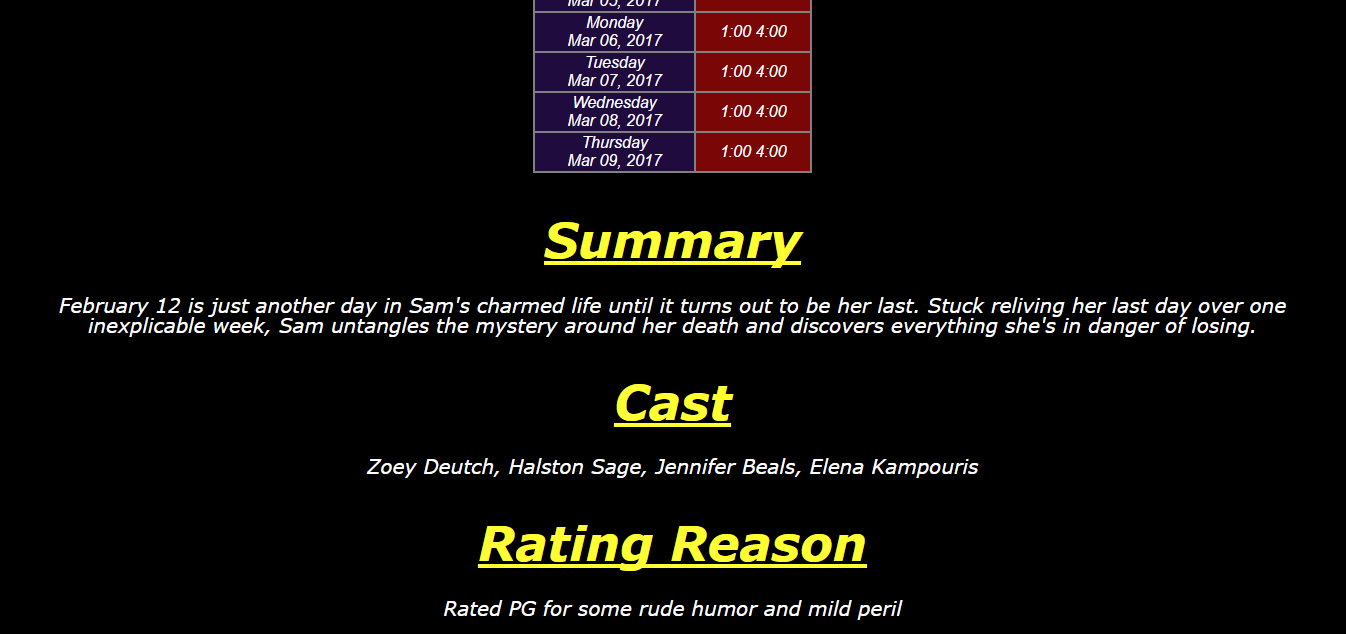 Mar 05, 2017
Monday
Mar 06, 2017
1:00 4:00
Tuesday
Mar 07, 2017
1:00 4:00
Wednesday
Mar 08, 2017
1:00 4:00
Thursday
Mar 09, 2017
1:00 4:00
Summary
February 12 is just another day in Sam's charmed life until it turns out to be her last. Stuck reliving her last day over one
inexplicable week, Sam untangles the mystery around her death and discovers everything she's in danger of losing.
Cast
Zoey Deutch, Halston Sage, Jennifer Beals, Elena Kampouris
Rating Reason
Rated PG for some rude humor and mild peril